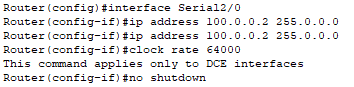 Router(config)#interface Serial2/0
Router(config-if)#ip address 100.0.0.2 255.0.0.0
Router(config-if)#ip address 100.0.0.2 255.0.0.0
Router(config-if)#clock rate 64000
This command applies only to DCE interfaces
Router(config-if)#no shutdown